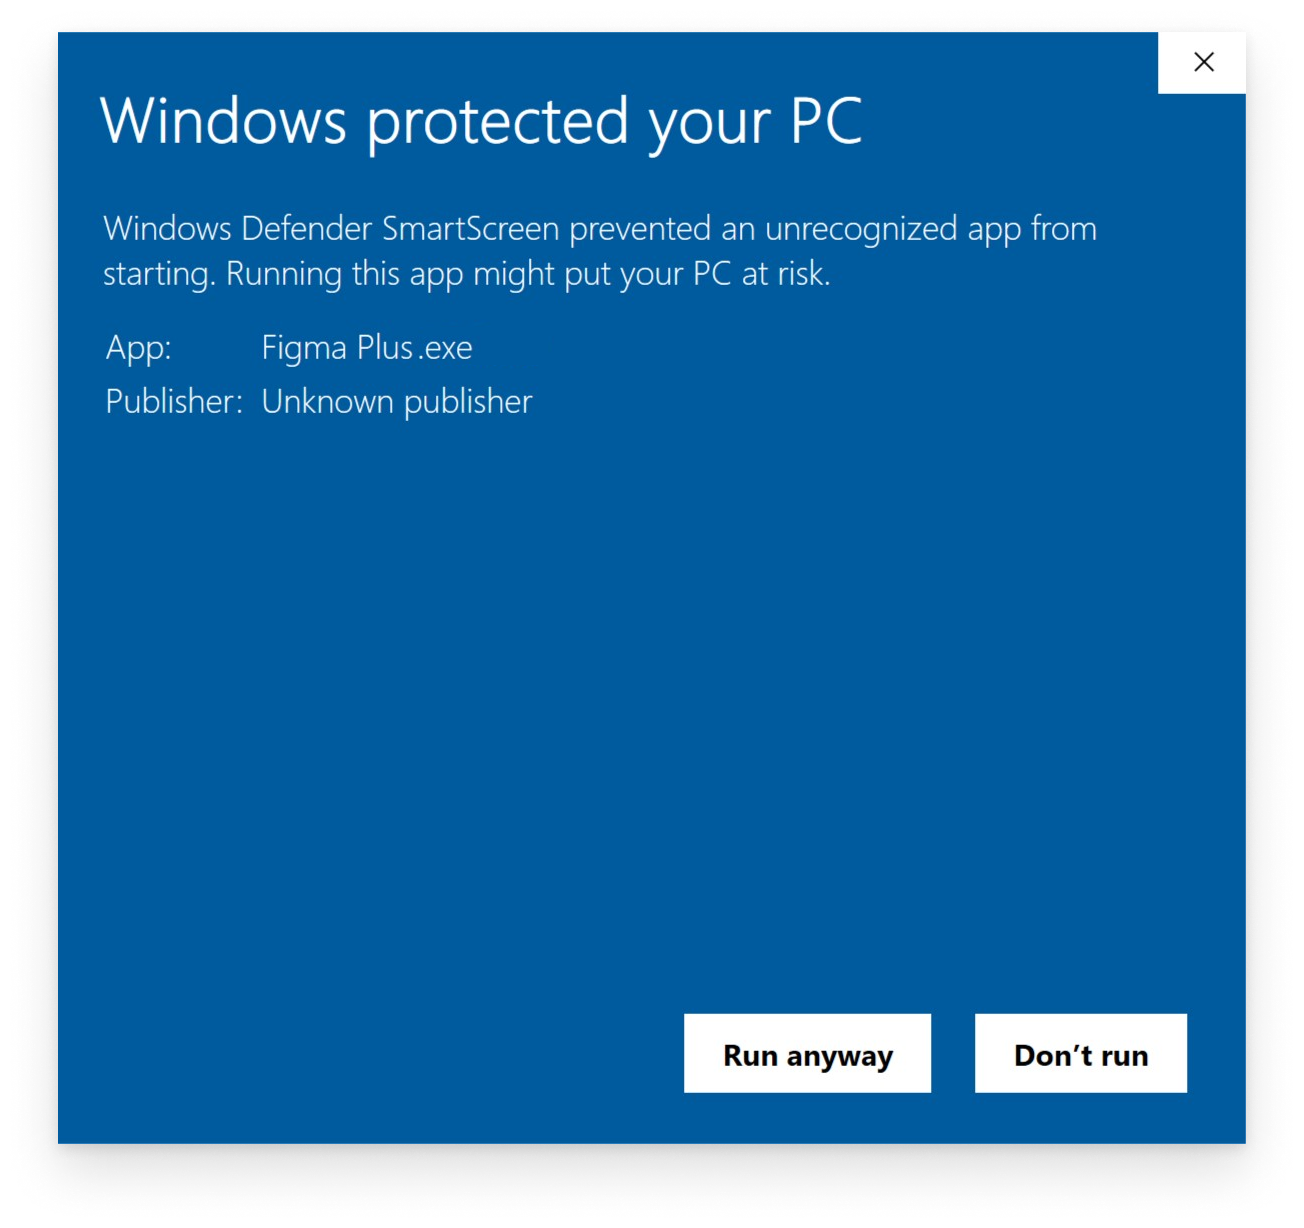 Windows protected your PC
Windows Defender SmartScreen prevented an unrecognized app from
starting. Running this app might put your PC at risk.
App: Figma Plus.exe
Publisher: Unknown publisher
Run anyway Don’t run